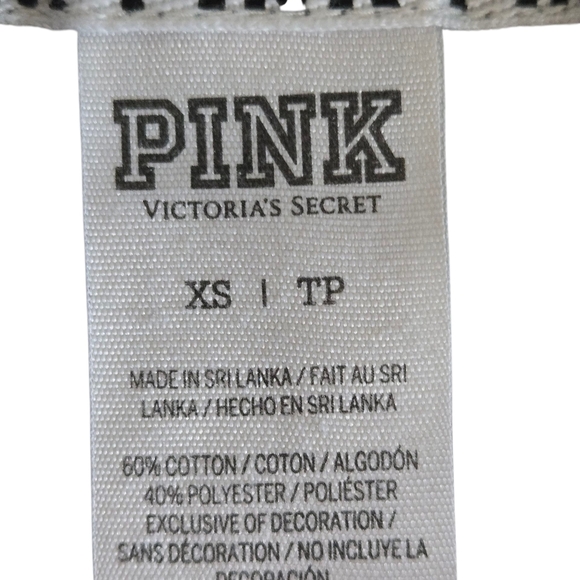 PINK
VICTORIA'S SECRET
XS | TP
MADE IN SRI LANKA / FAIT AU SRI
LANKA / HECHO EN SRI LANKA
60% COTTON / COTON / ALGODÓN
40% POLYESTER / POLIÉSTER
EXCLUSIVE OF DECORATION /
SANS DÉCORATION / NO INCLUYE LA
DECORACIÓN